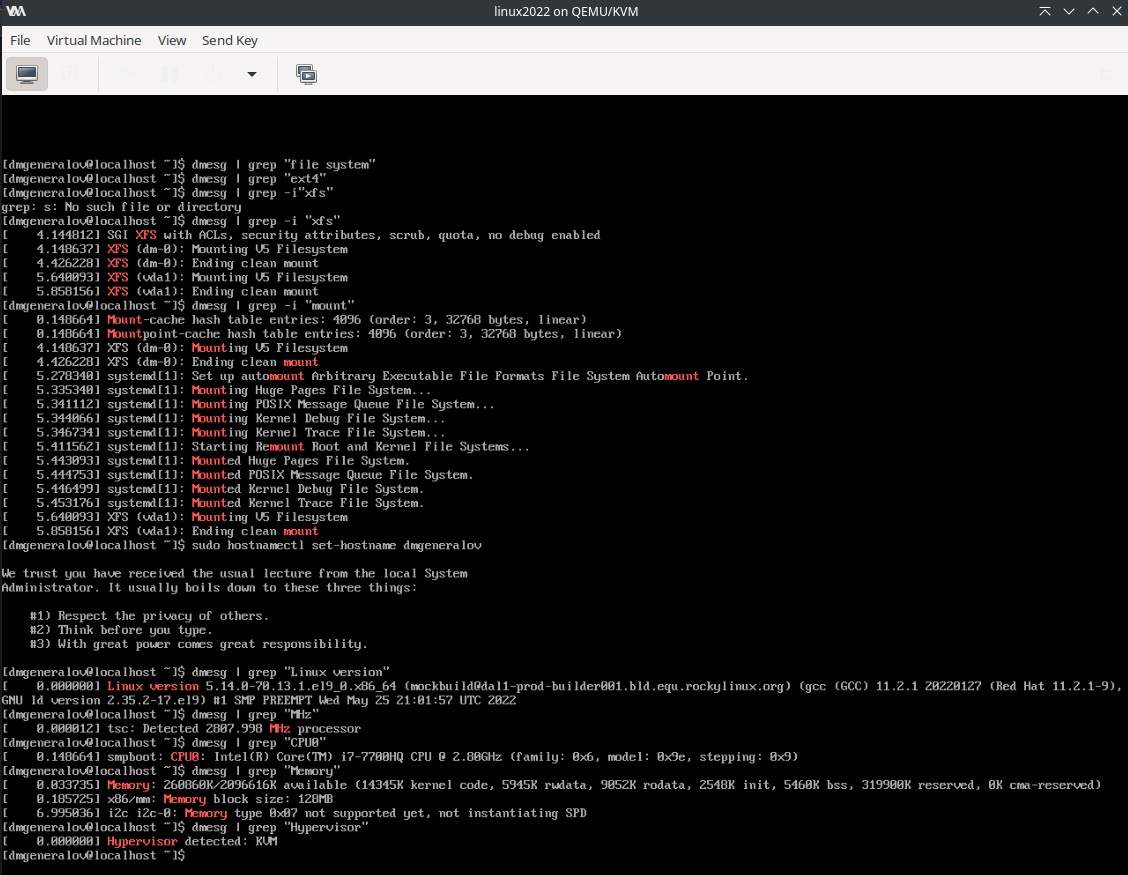 linux2022 on QEMU/KVM
File Virtual Machine View Send Key
[dmgeneralov@localhost ~]$ dmesg | grep "file system"
[dmgeneralov@localhost ~]$ dmesg | grep "ext4"
[dmgeneralov@localhost ~]$ dmesg | grep -i"xfs"
grep: s: No such file or directory
[dmgeneralov@localhost ~]$ dmesg | grep -i "xfs"
[    4.144812] SGI XFS with ACLs, security attributes, scrub, quota, no debug enabled
[    4.148637] XFS (dm-0): Mounting V5 Filesystem
[    4.426228] XFS (dm-0): Ending clean mount
[    5.640093] XFS (vda1): Mounting V5 Filesystem
[    5.858156] XFS (vda1): Ending clean mount
[dmgeneralov@localhost ~]$ dmesg | grep -i "mount"
[    0.148664] Mount-cache hash table entries: 4096 (order: 3, 32768 bytes, linear)
[    0.148664] Mountpoint-cache hash table entries: 4096 (order: 3, 32768 bytes, linear)
[    4.148637] XFS (dm-0): Mounting V5 Filesystem
[    4.426228] XFS (dm-0): Ending clean mount
[    5.278340] systemd[1]: Set up automount Arbitrary Executable File Formats File System Automount Point.
[    5.335340] systemd[1]: Mounting Huge Pages File System...
[    5.341112] systemd[1]: Mounting POSIX Message Queue File System...
[    5.344066] systemd[1]: Mounting Kernel Debug File System...
[    5.346734] systemd[1]: Mounting Kernel Trace File System...
[    5.411562] systemd[1]: Starting Remount Root and Kernel File Systems...
[    5.443093] systemd[1]: Mounted Huge Pages File System.
[    5.444753] systemd[1]: Mounted POSIX Message Queue File System.
[    5.446499] systemd[1]: Mounted Kernel Debug File System.
[    5.453176] systemd[1]: Mounted Kernel Trace File System.
[    5.640093] XFS (vda1): Mounting V5 Filesystem
[    5.858156] XFS (vda1): Ending clean mount
[dmgeneralov@localhost ~]$ sudo hostnamectl set-hostname dmgeneralov
We trust you have received the usual lecture from the local System
Administrator. It usually boils down to these three things:
#1) Respect the privacy of others.
#2) Think before you type.
#3) With great power comes great responsibility.
[dmgeneralov@localhost ~]$ dmesg | grep "Linux version"
[    0.000000] Linux version 5.14.0-70.13.1.el9_0.x86_64 (mockbuild@dal1-prod-builder001.bld.equ.rockylinux.org) (gcc (GCC) 11.2.1 20220127 (Red Hat 11.2.1-9),
GNU ld version 2.35.2-17.el9) #1 SMP PREEMPT Wed May 25 21:01:57 UTC 2022
[dmgeneralov@localhost ~]$ dmesg | grep "MHz"
[    0.000012] tsc: Detected 2807.998 MHz processor
[dmgeneralov@localhost ~]$ dmesg | grep "CPU0"
[    0.148664] smpboot: CPU0: Intel(R) Core(TM) i7-7700HQ CPU @ 2.80GHz (family: 0x6, model: 0x9e, stepping: 0x9)
[dmgeneralov@localhost ~]$ dmesg | grep "Memory"
[    0.033735] Memory: 260860K/2096616K available (14345K kernel code, 5945K rwdata, 9052K rodata, 2548K init, 5460K bss, 319900K reserved, 0K cma-reserved)
[    0.185725] x86/mm: Memory block size: 128MB
[    6.995036] i2c i2c-0: Memory type 0x07 not supported yet, not instantiating SPD
[dmgeneralov@localhost ~]$ dmesg | grep "Hypervisor"
[    0.000000] Hypervisor detected: KVM
[dmgeneralov@localhost ~]$